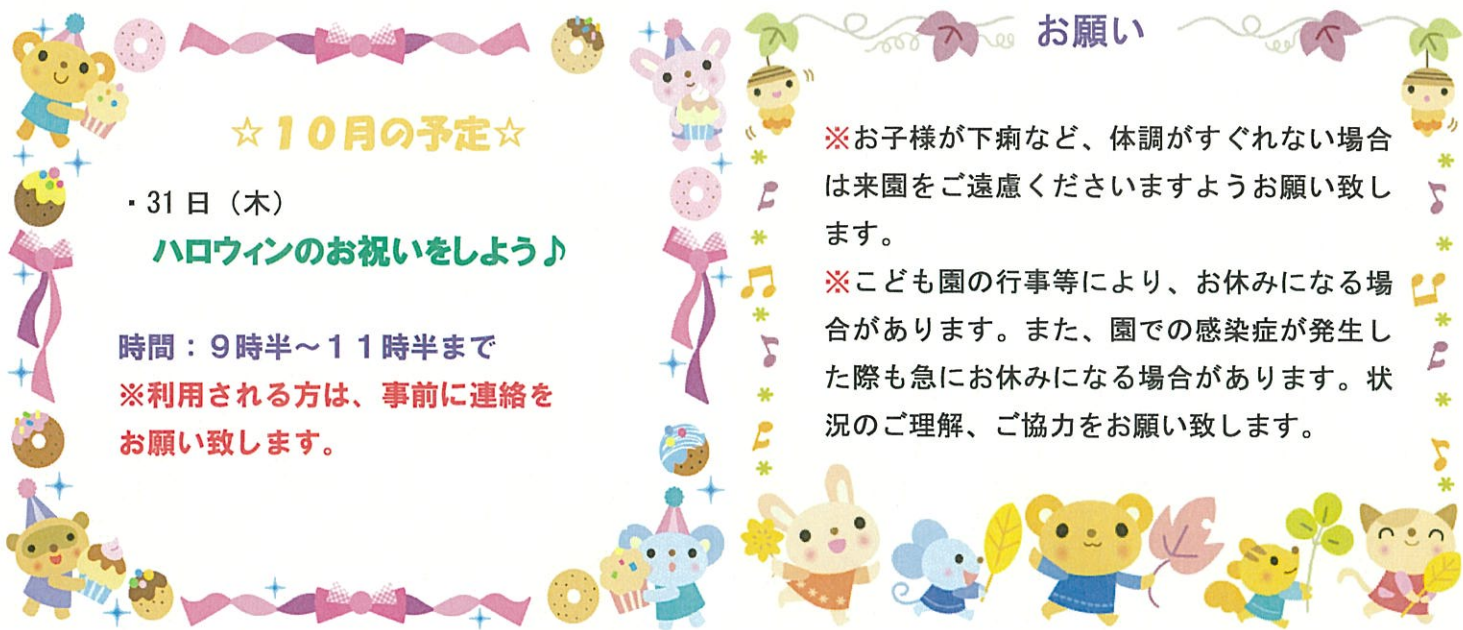 ☆１０月の予定☆
・31日（木）
ハロウィンのお祝いをしよう♪
時間：９時半～１１時半まで
※利用される方は、事前に連絡を
お願い致します。
お願い
※お子様が下痢など、体調がすぐれない場合
は来園をご遠慮くださいますようお願い致し
ます。
※こども園の行事等により、お休みになる場
合があります。また、園での感染症が発生し
た際も急にお休みになる場合があります。状
況のご理解、ご協力をお願い致します。